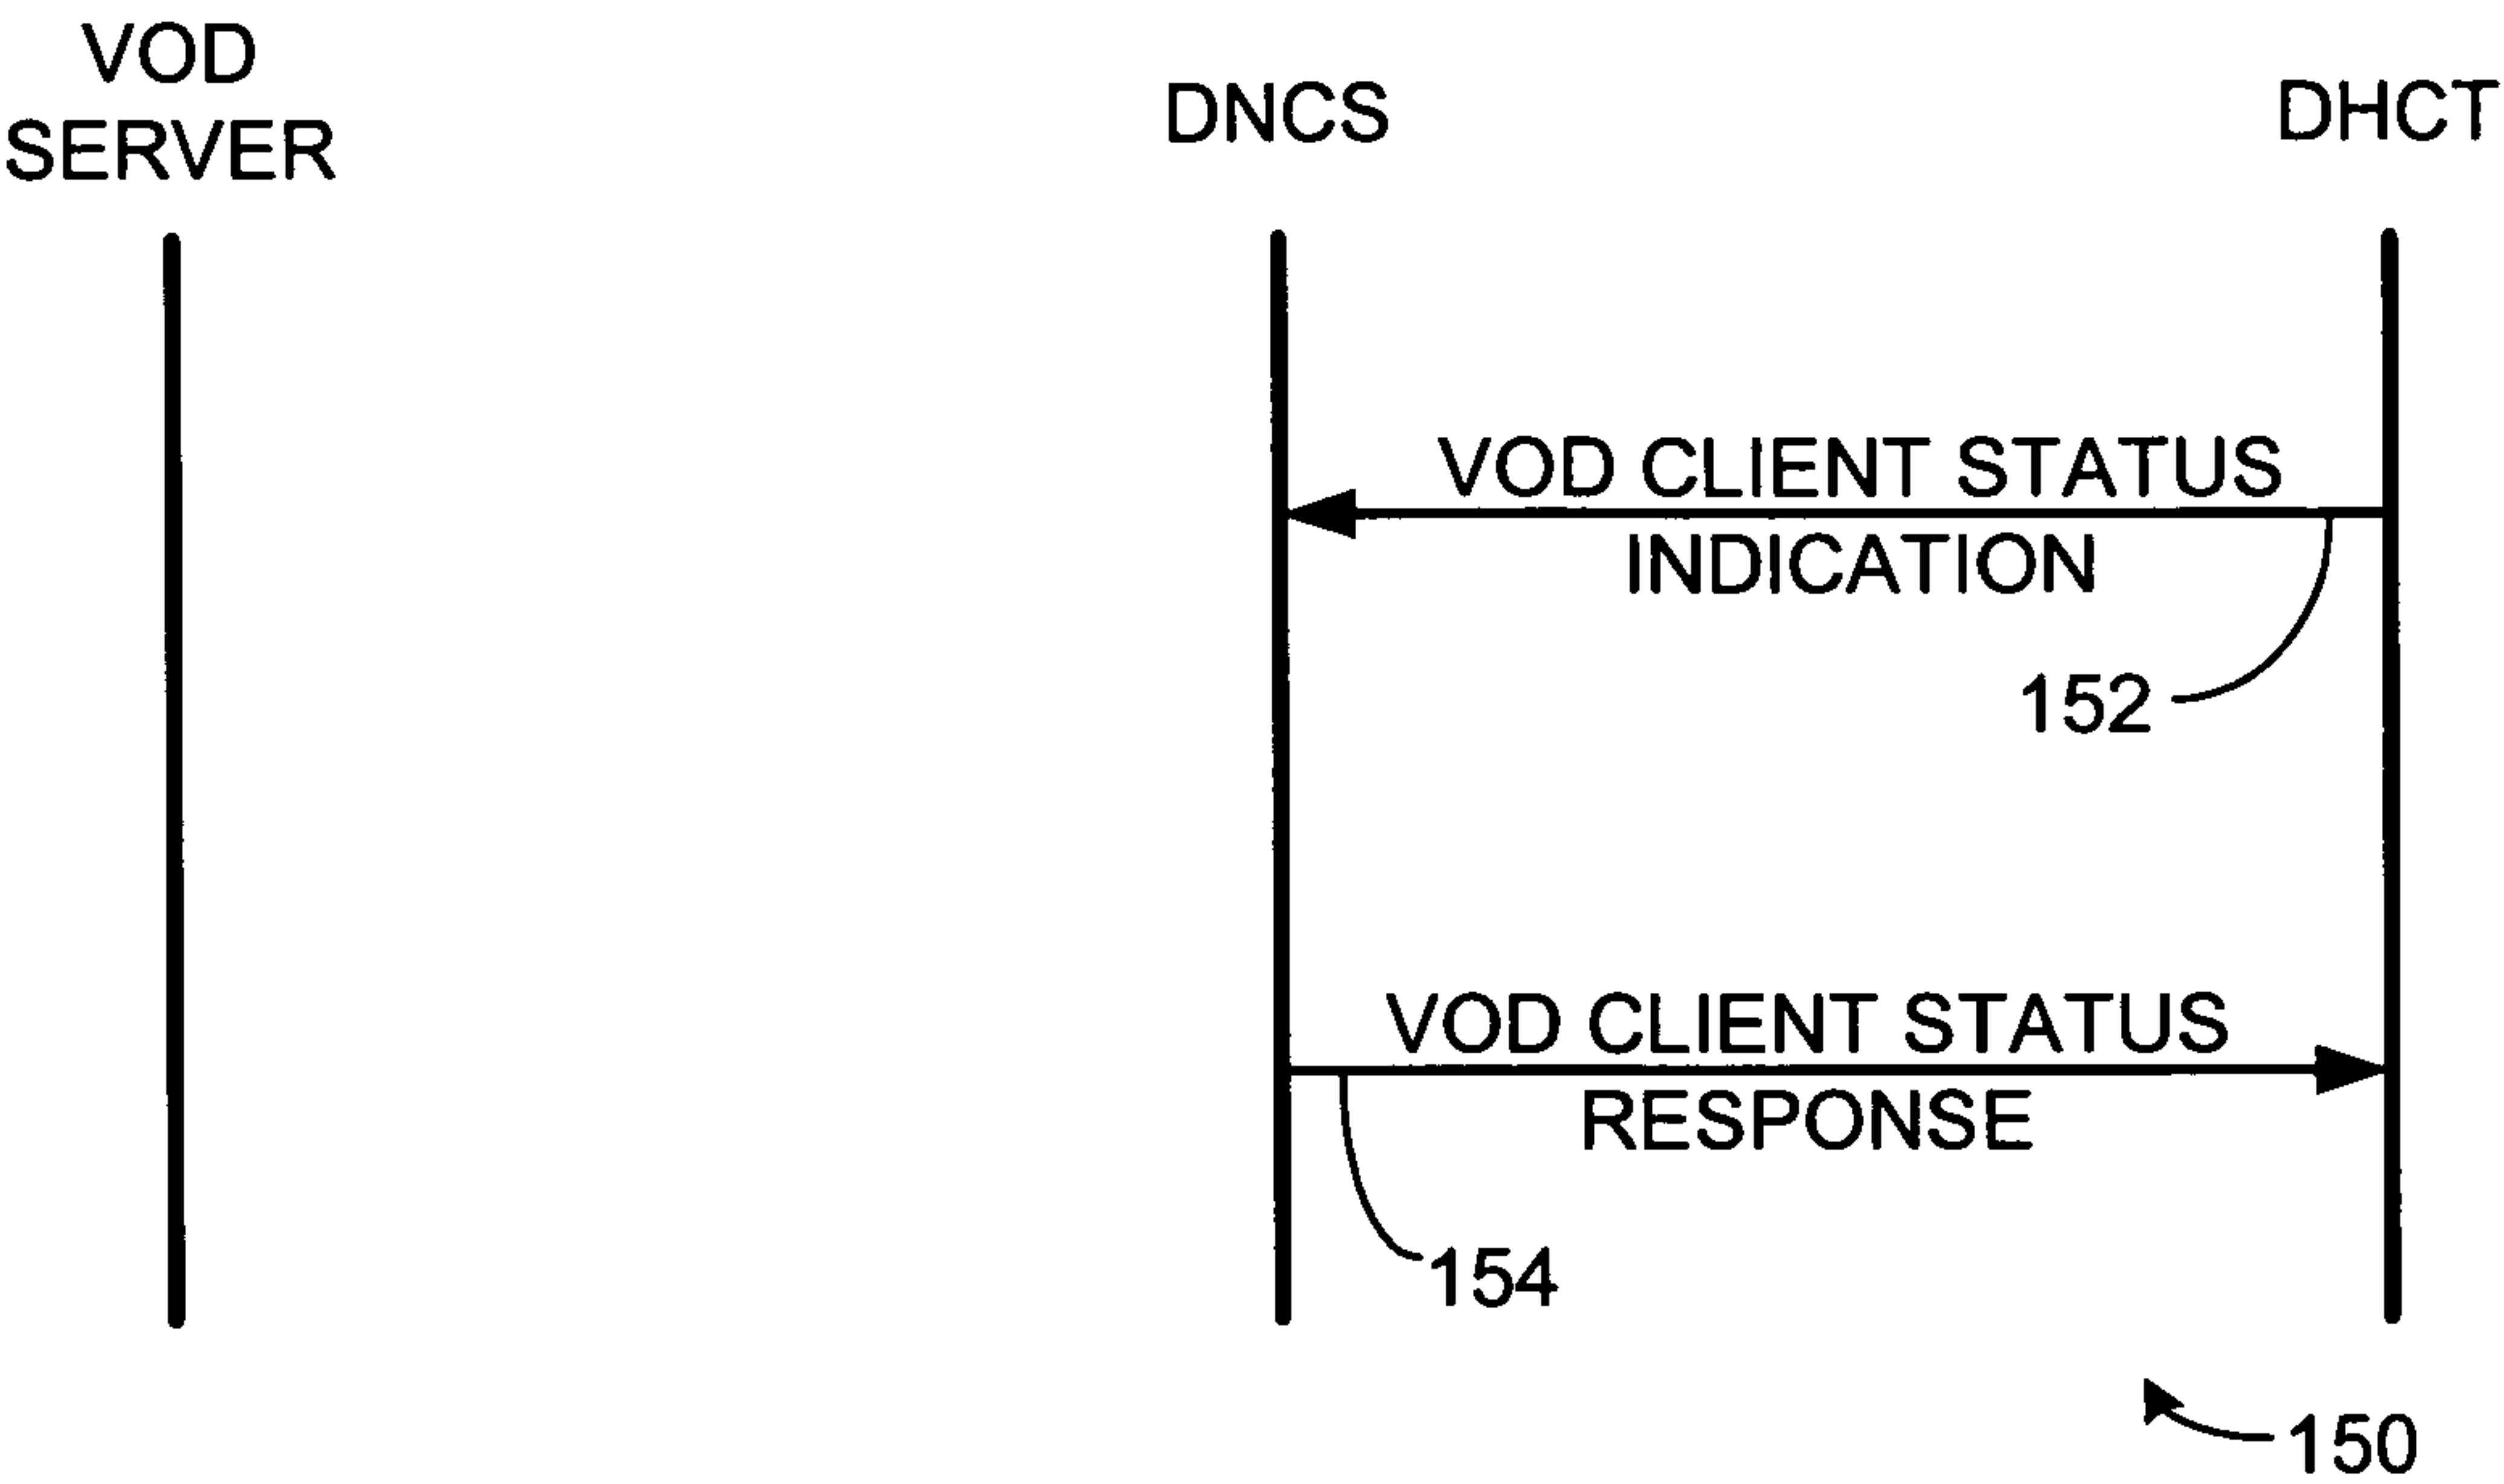 VOD
SERVER
DNCS
DHCT
VOD CLIENT STATUS
INDICATION
152
VOD CLIENT STATUS
RESPONSE
154
150